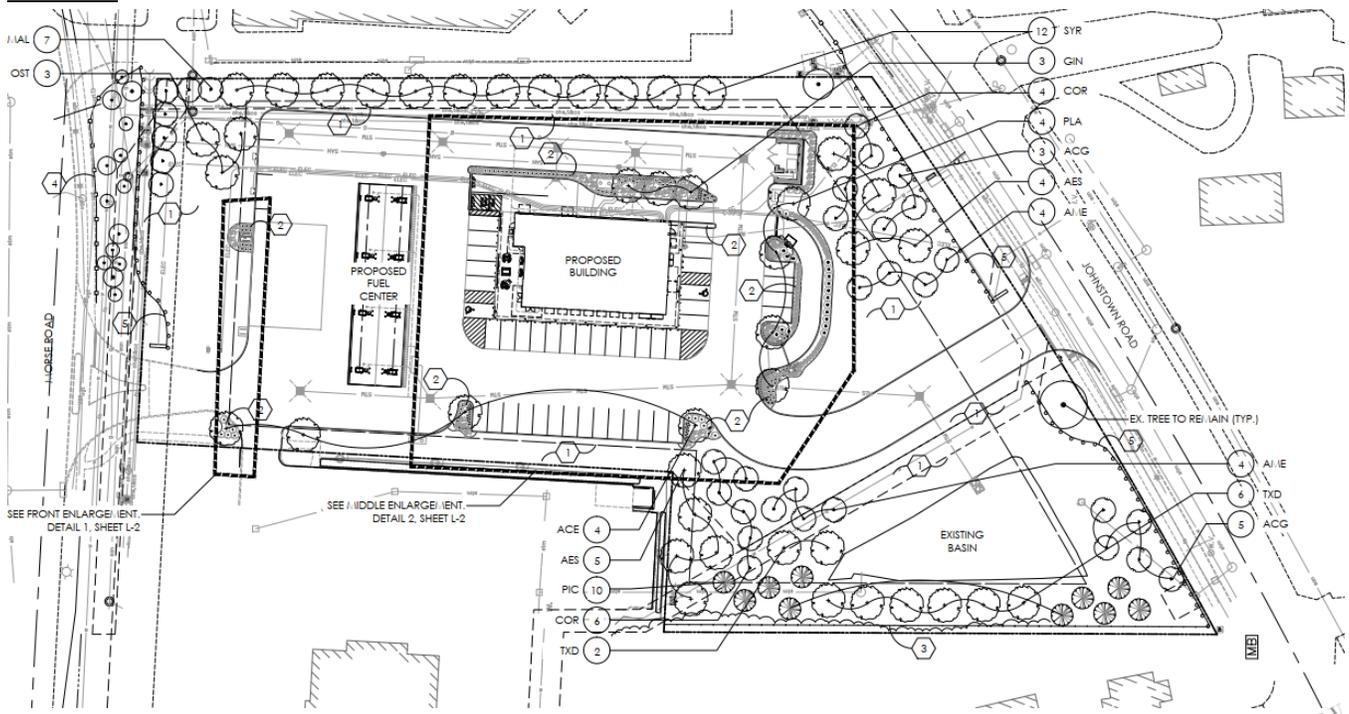 MAL 7
OST 3
12 SYR
3 GIN
4 COR
5 PLA
3 ACG
4 AES
4 AME
1
1
2
4
1
2
2
2
5
2
1
5
2
2
2
1
1
1
5
3
MORSE ROAD
PROPOSED
FUEL
CENTER
PROPOSED
BUILDING
JOHNSTOWN ROAD
EX. TREE TO REMAIN (TYP.)
SEE FRONT ENLARGEMENT.
DETAIL 1, SHEET L-2
SEE MIDDLE ENLARGEMENT.
DETAIL 2, SHEET L-2
EXISTING
BASIN
4 AME
6 TXD
5 ACG
ACE 4
AES 5
PIC 10
COR 6
TXD 2
MB